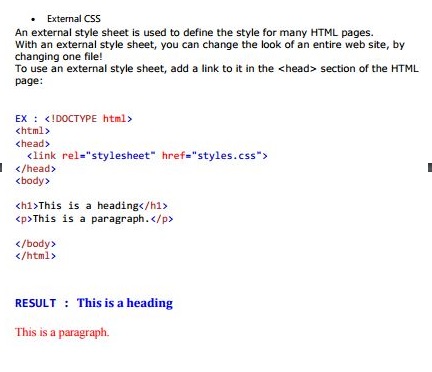 • External CSS
An external style sheet is used to define the style for many HTML pages.
With an external style sheet, you can change the look of an entire web site, by
changing one file!
To use an external style sheet, add a link to it in the <head> section of the HTML
page:
EX : <!DOCTYPE html>
<html>
<head>
<link rel="stylesheet" href="styles.css">
</head>
<body>
<h1>This is a heading</h1>
<p>This is a paragraph.</p>
</body>
</html>
RESULT : This is a heading
This is a paragraph.